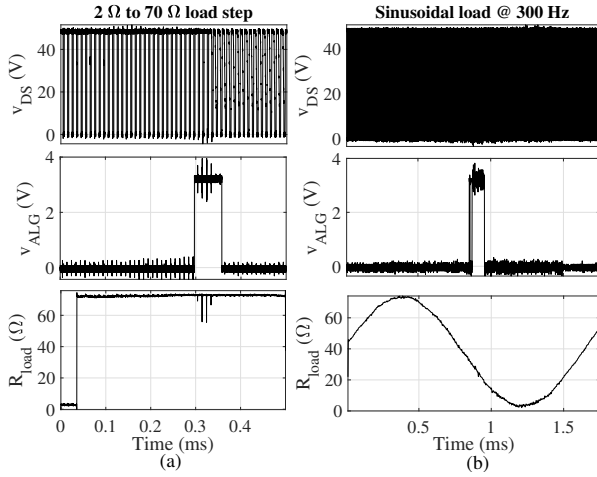 2 Ω to 70 Ω load step
v_DS (V)
40
20
0
v_ALG (V)
4
2
0
R_load (Ω)
60
40
20
0
0
0.1
0.2
0.3
0.4
Time (ms)
(a)
Sinusoidal load @ 300 Hz
v_DS (V)
40
20
0
v_ALG (V)
4
2
0
R_load (Ω)
60
40
20
0
0.5
1
1.5
Time (ms)
(b)